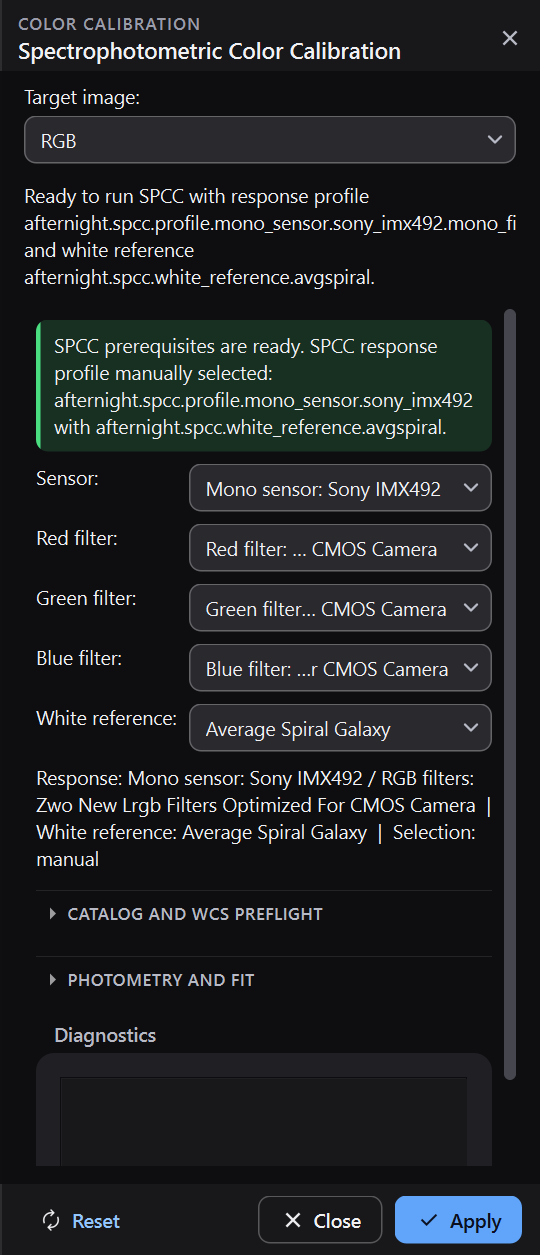 COLOR CALIBRATION
Spectrophotometric Color Calibration
Target image:
RGB
Ready to run SPCC with response profile
afternight.spcc.profile.mono_sensor.sony_imx492.mono_fi
and white reference
afternight.spcc.white_reference.avgspiral.
SPCC prerequisites are ready. SPCC response
profile manually selected:
afternight.spcc.profile.mono_sensor.sony_imx492
with afternight.spcc.white_reference.avgspiral.
Sensor:
Mono sensor: Sony IMX492
Red filter:
Red filter: ... CMOS Camera
Green filter:
Green filter... CMOS Camera
Blue filter:
Blue filter: ...r CMOS Camera
White reference:
Average Spiral Galaxy
Response: Mono sensor: Sony IMX492 / RGB filters:
Zwo New Lrgb Filters Optimized For CMOS Camera |
White reference: Average Spiral Galaxy | Selection:
manual
CATALOG AND WCS PREFLIGHT
PHOTOMETRY AND FIT
Diagnostics
Reset
Close
Apply